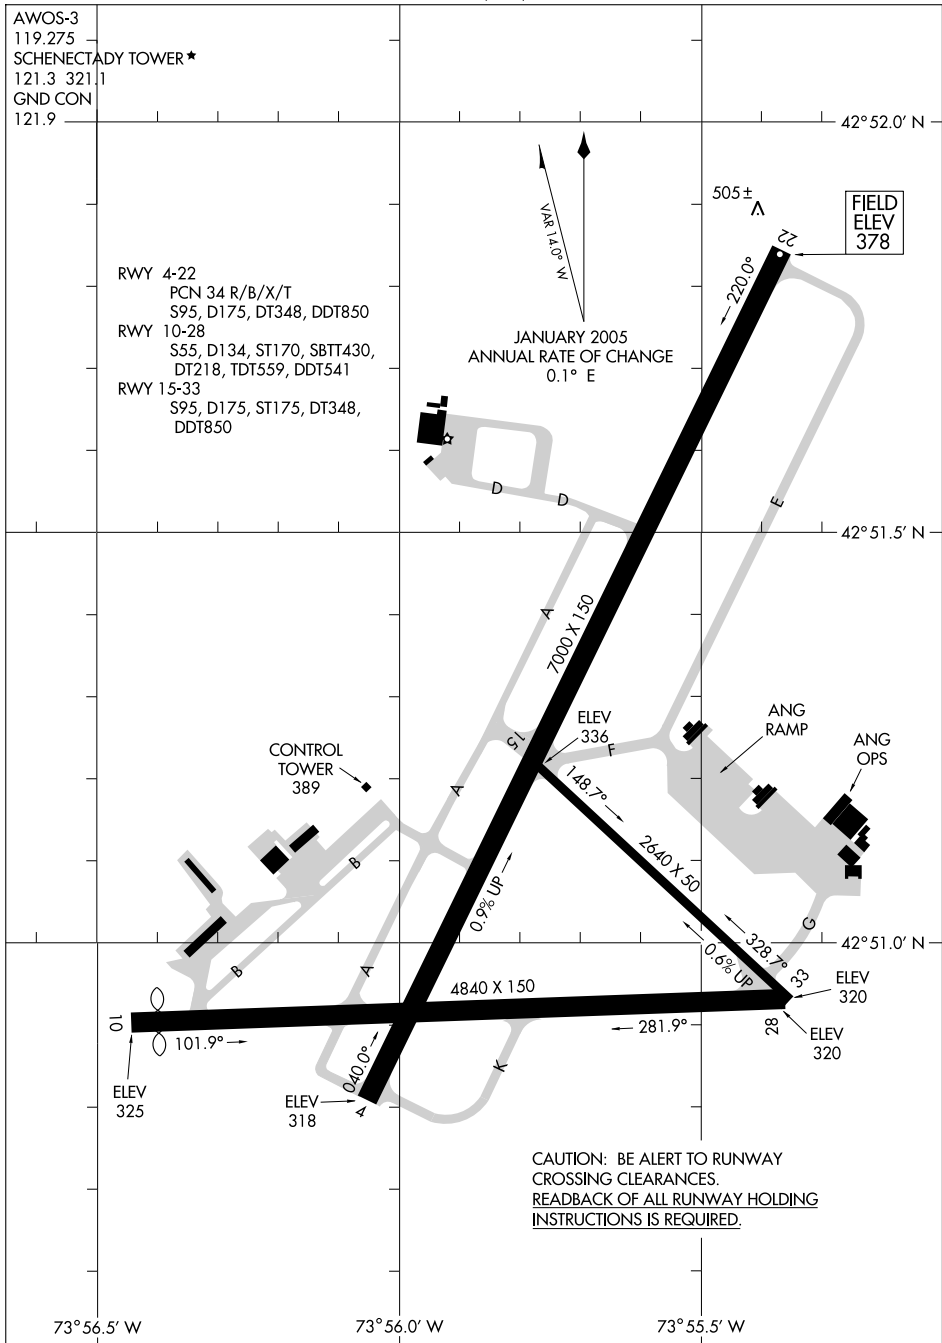 AWOS-3
119.275
SCHENECTADY TOWER★
121.3 321.1
GND CON
121.9
42°52.0' N
505±
FIELD
ELEV
378
VAR 14.0° W
22
220.0°
RWY 4-22
PCN 34 R/B/X/T
S95, D175, DT348, DDT850
RWY 10-28
S55, D134, ST170, SBTT430,
DT218, TDT559, DDT541
RWY 15-33
S95, D175, ST175, DT348,
DDT850
JANUARY 2005
ANNUAL RATE OF CHANGE
0.1° E
D
D
E
42°51.5' N
A
7000 X 150
ELEV
336
15
F
ANG
RAMP
ANG
OPS
CONTROL
TOWER
389
148.7°
A
B
2640 X 50
0.9% UP
G
42°51.0' N
328.7°
0.6% UP
33
B
A
4840 X 150
ELEV
320
10
101.9°
281.9°
28
ELEV
320
040.0°
K
ELEV
325
ELEV
318
4
CAUTION: BE ALERT TO RUNWAY
CROSSING CLEARANCES.
READBACK OF ALL RUNWAY HOLDING
INSTRUCTIONS IS REQUIRED.
73°56.5' W
73°56.0' W
73°55.5' W